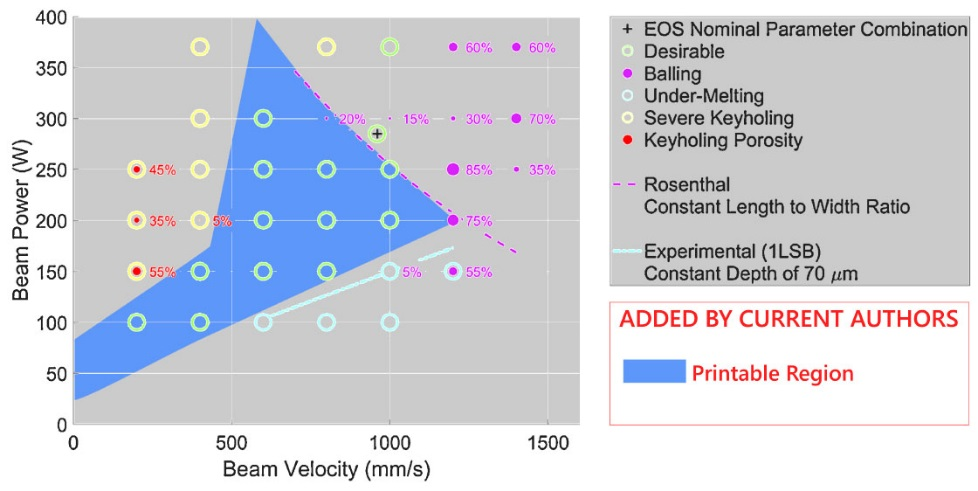 400
350
300
250
200
150
100
50
0
Beam Power (W)
60% 60%
20% 15% 30% 70%
45% 85% 35%
35% 5% 75%
55% 5% 55%
0 500 1000 1500
Beam Velocity (mm/s)
+ EOS Nominal Parameter Combination
Desirable
Balling
Under-Melting
Severe Keyholing
Keyholing Porosity
Rosenthal
Constant Length to Width Ratio
Experimental (1LSB)
Constant Depth of 70 μm
ADDED BY CURRENT AUTHORS
Printable Region